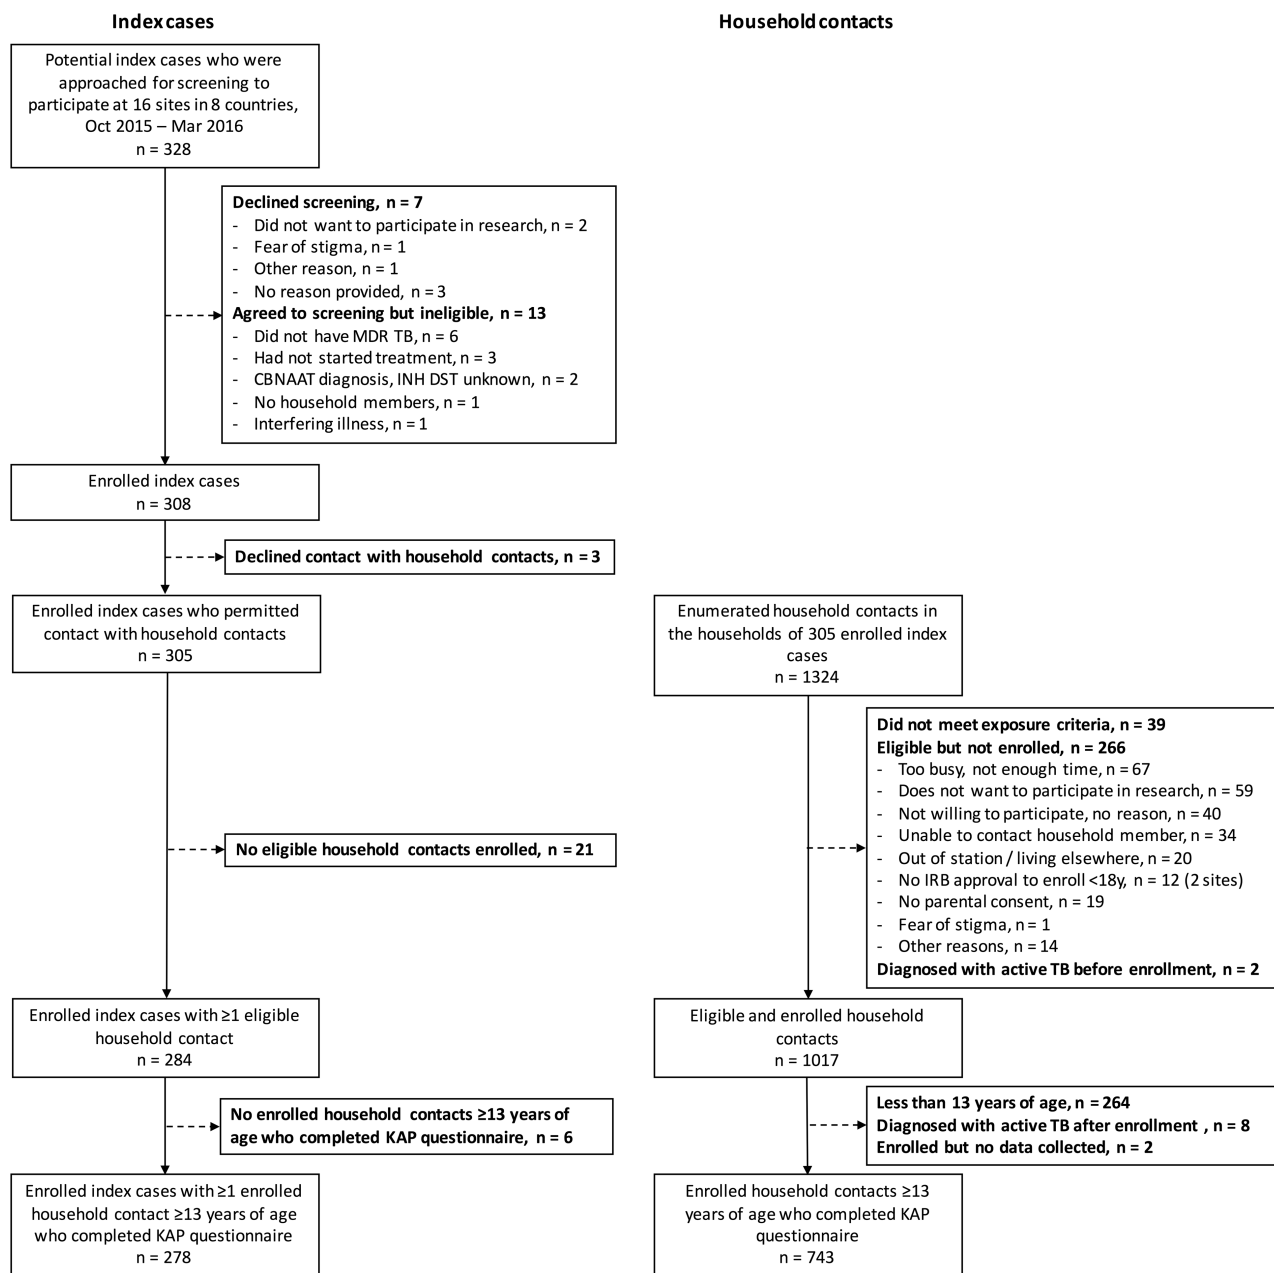 Index cases
Potential index cases who were
approached for screening to
participate at 16 sites in 8 countries,
Oct 2015 – Mar 2016
n = 328
Declined screening, n = 7
- Did not want to participate in research, n = 2
- Fear of stigma, n = 1
- Other reason, n = 1
- No reason provided, n = 3
Agreed to screening but ineligible, n = 13
- Did not have MDR TB, n = 6
- Had not started treatment, n = 3
- CBNAAT diagnosis, INH DST unknown, n = 2
- No household members, n = 1
- Interfering illness, n = 1
Enrolled index cases
n = 308
Declined contact with household contacts, n = 3
Enrolled index cases who permitted
contact with household contacts
n = 305
No eligible household contacts enrolled, n = 21
Enrolled index cases with ≥1 eligible
household contact
n = 284
No enrolled household contacts ≥13 years of
age who completed KAP questionnaire, n = 6
Enrolled index cases with ≥1 enrolled
household contact ≥13 years of age
who completed KAP questionnaire
n = 278
Household contacts
Enumerated household contacts in
the households of 305 enrolled index
cases
n = 1324
Did not meet exposure criteria, n = 39
Eligible but not enrolled, n = 266
- Too busy, not enough time, n = 67
- Does not want to participate in research, n = 59
- Not willing to participate, no reason, n = 40
- Unable to contact household member, n = 34
- Out of station / living elsewhere, n = 20
- No IRB approval to enroll <18y, n = 12 (2 sites)
- No parental consent, n = 19
- Fear of stigma, n = 1
- Other reasons, n = 14
Diagnosed with active TB before enrollment, n = 2
Eligible and enrolled household
contacts
n = 1017
Less than 13 years of age, n = 264
Diagnosed with active TB after enrollment , n = 8
Enrolled but no data collected, n = 2
Enrolled household contacts ≥13
years of age who completed KAP
questionnaire
n = 743